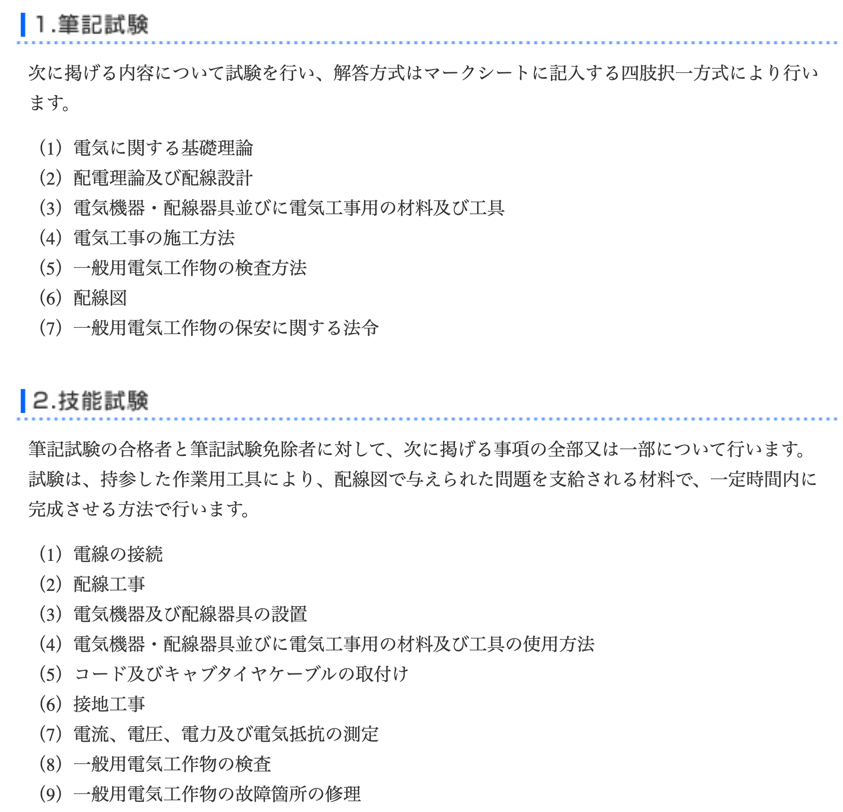 1.筆記試験
次に掲げる内容について試験を行い、解答方式はマークシートに記入する四肢択一方式により行い
ます。
（1）電気に関する基礎理論
（2）配電理論及び配線設計
（3）電気機器・配線器具並びに電気工事用の材料及び工具
（4）電気工事の施工方法
（5）一般用電気工作物の検査方法
（6）配線図
（7）一般用電気工作物の保安に関する法令
2.技能試験
筆記試験の合格者と筆記試験免除者に対して、次に掲げる事項の全部又は一部について行います。
試験は、持参した作業用工具により、配線図で与えられた問題を支給される材料で、一定時間内に
完成させる方法で行います。
（1）電線の接続
（2）配線工事
（3）電気機器及び配線器具の設置
（4）電気機器・配線器具並びに電気工事用の材料及び工具の使用方法
（5）コード及びキャブタイヤケーブルの取付け
（6）接地工事
（7）電流、電圧、電力及び電気抵抗の測定
（8）一般用電気工作物の検査
（9）一般用電気工作物の故障箇所の修理